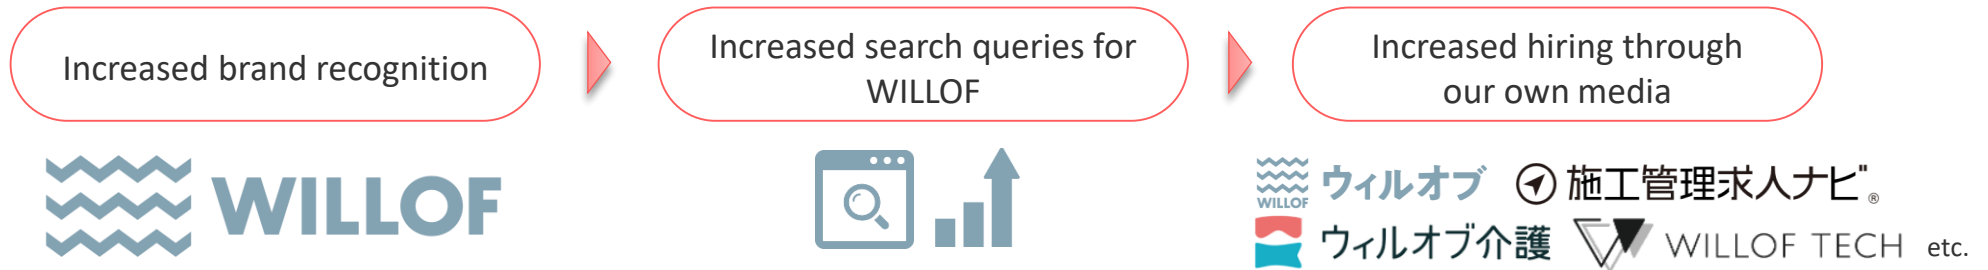 Increased brand recognition
Increased search queries for
WILLOF
Increased hiring through
our own media
WILLOF
WILLOF
ウィルオブ
施工管理求人ナビ®
ウィルオブ介護
WILLOF TECH
etc.